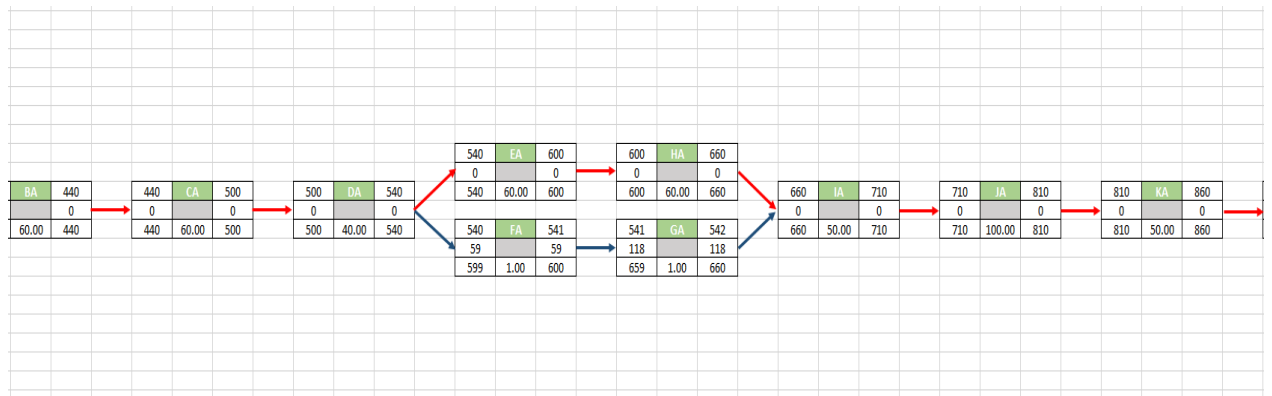 540 EA 600
0 0
540 60.00 600
600 HA 660
0 0
600 60.00 660
BA 440
0
60.00 440
440 CA 500
0 0
440 60.00 500
500 DA 540
0 0
500 40.00 540
660 IA 710
0 0
660 50.00 710
710 JA 810
0 0
710 100.00 810
810 KA 860
0 0
810 50.00 860
540 FA 541
59 59
599 1.00 600
541 GA 542
118 118
659 1.00 660